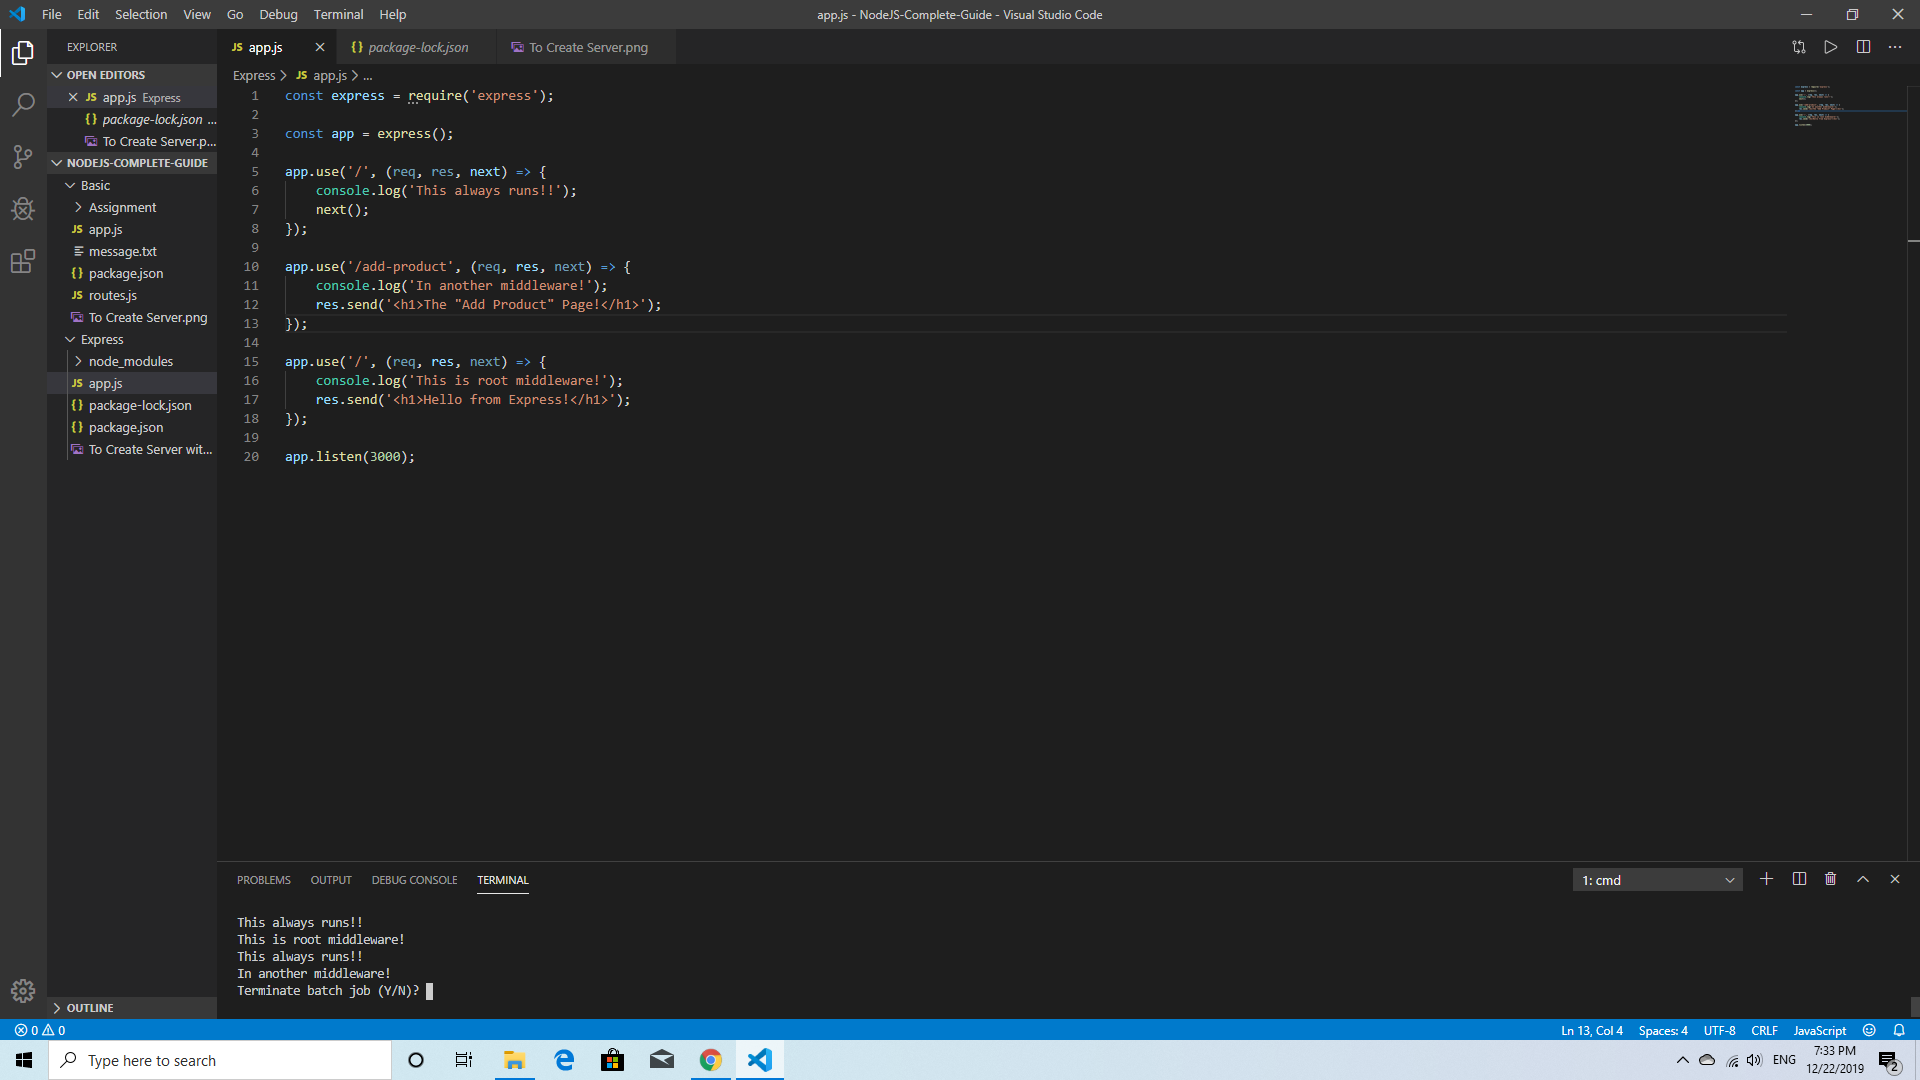 File Edit Selection View Go Debug Terminal Help
app.js - NodeJS-Complete-Guide - Visual Studio Code
EXPLORER
OPEN EDITORS
JS app.js Express
{} package-lock.json ...
To Create Server.p...
NODEJS-COMPLETE-GUIDE
Basic
Assignment
JS app.js
message.txt
{} package.json
JS routes.js
To Create Server.png
Express
node_modules
JS app.js
{} package-lock.json
{} package.json
To Create Server wit...
OUTLINE
JS app.js
{} package-lock.json
To Create Server.png
Express > JS app.js > ...
1 const express = require('express');
2
3 const app = express();
4
5 app.use('/', (req, res, next) => {
6 console.log('This always runs!!');
7 next();
8 });
9
10 app.use('/add-product', (req, res, next) => {
11 console.log('In another middleware!');
12 res.send('<h1>The "Add Product" Page!</h1>');
13 });
14
15 app.use('/', (req, res, next) => {
16 console.log('This is root middleware!');
17 res.send('<h1>Hello from Express!</h1>');
18 });
19
20 app.listen(3000);
PROBLEMS OUTPUT DEBUG CONSOLE TERMINAL
1: cmd
This always runs!!
This is root middleware!
This always runs!!
In another middleware!
Terminate batch job (Y/N)?
0 0
Ln 13, Col 4 Spaces: 4 UTF-8 CRLF JavaScript
Type here to search
ENG
7:33 PM
12/22/2019
2